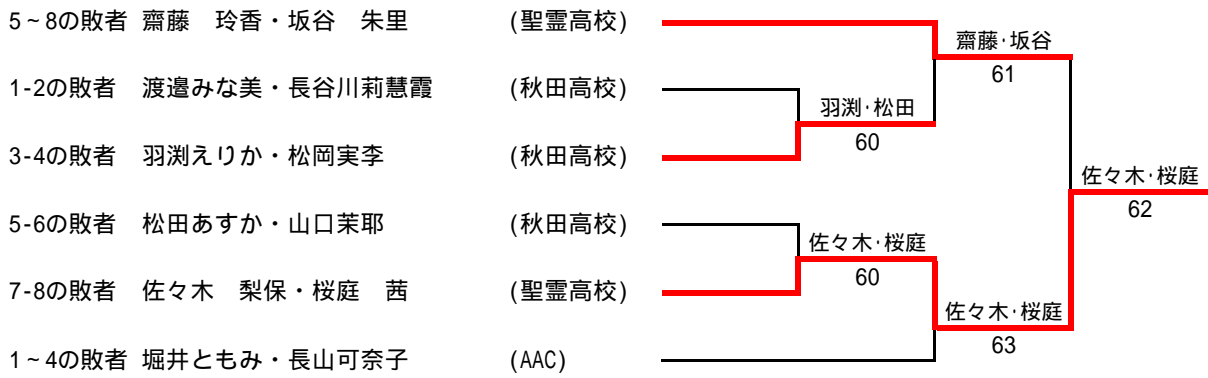 5~8の敗者 齋藤　玲香・坂谷　朱里 (聖霊高校)
齋藤・坂谷
61
1-2の敗者 渡邉みな美・長谷川莉慧霞 (秋田高校)
羽渕・松田
60
3-4の敗者 羽渕えりか・松岡実李 (秋田高校)
佐々木・桜庭
62
5-6の敗者 松田あすか・山口茉耶 (秋田高校)
佐々木・桜庭
60
7-8の敗者 佐々木　梨保・桜庭　茜 (聖霊高校)
佐々木・桜庭
63
1~4の敗者 堀井ともみ・長山可奈子 (AAC)